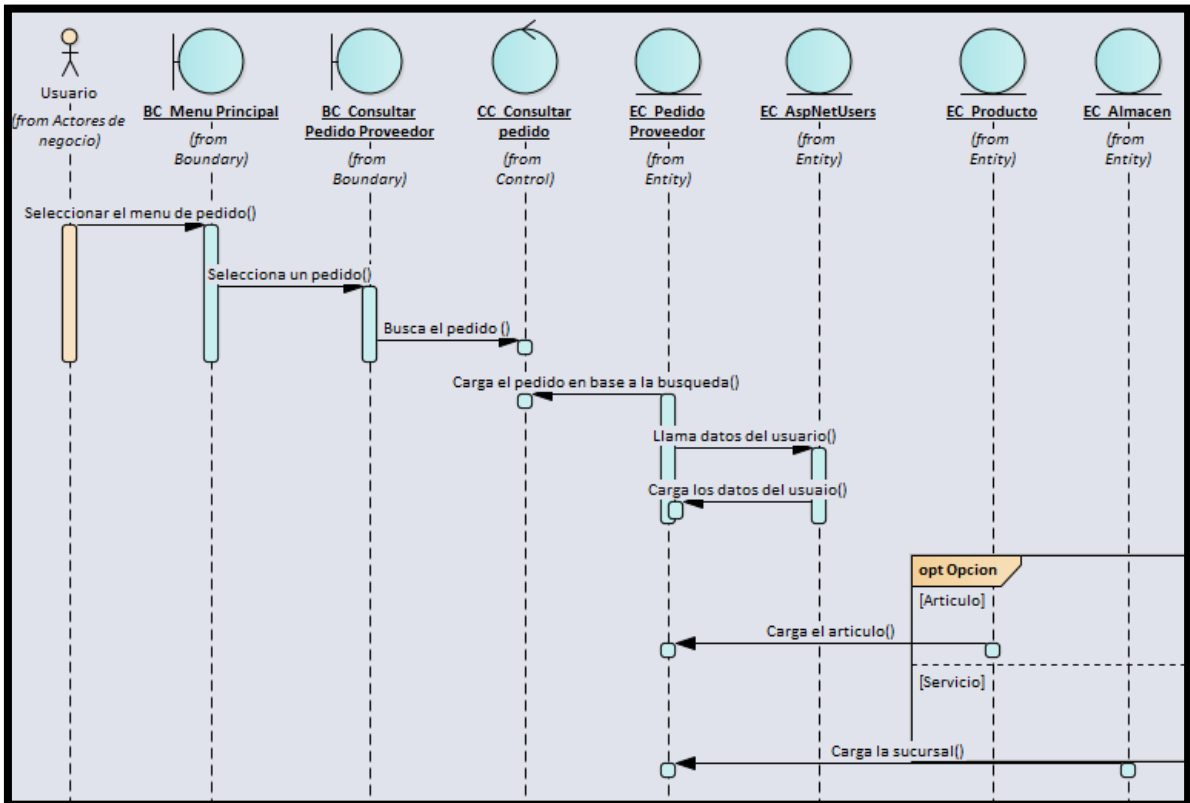 Usuario
(from Actores de
negocio)
BC_Menu Principal
(from
Boundary)
BC_Consultar
Pedido Proveedor
(from
Boundary)
CC_Consultar
pedido
(from
Control)
EC_Pedido
Proveedor
(from
Entity)
EC_AspNetUsers
(from
Entity)
EC_Producto
(from
Entity)
EC_Almacen
(from
Entity)
Seleccionar el menu de pedido()
Selecciona un pedido()
Busca el pedido ()
Carga el pedido en base a la busqueda()
Llama datos del usuario()
Carga los datos del usuaio()
opt Opcion
[Articulo]
Carga el articulo()
[Servicio]
Carga la sucursal()